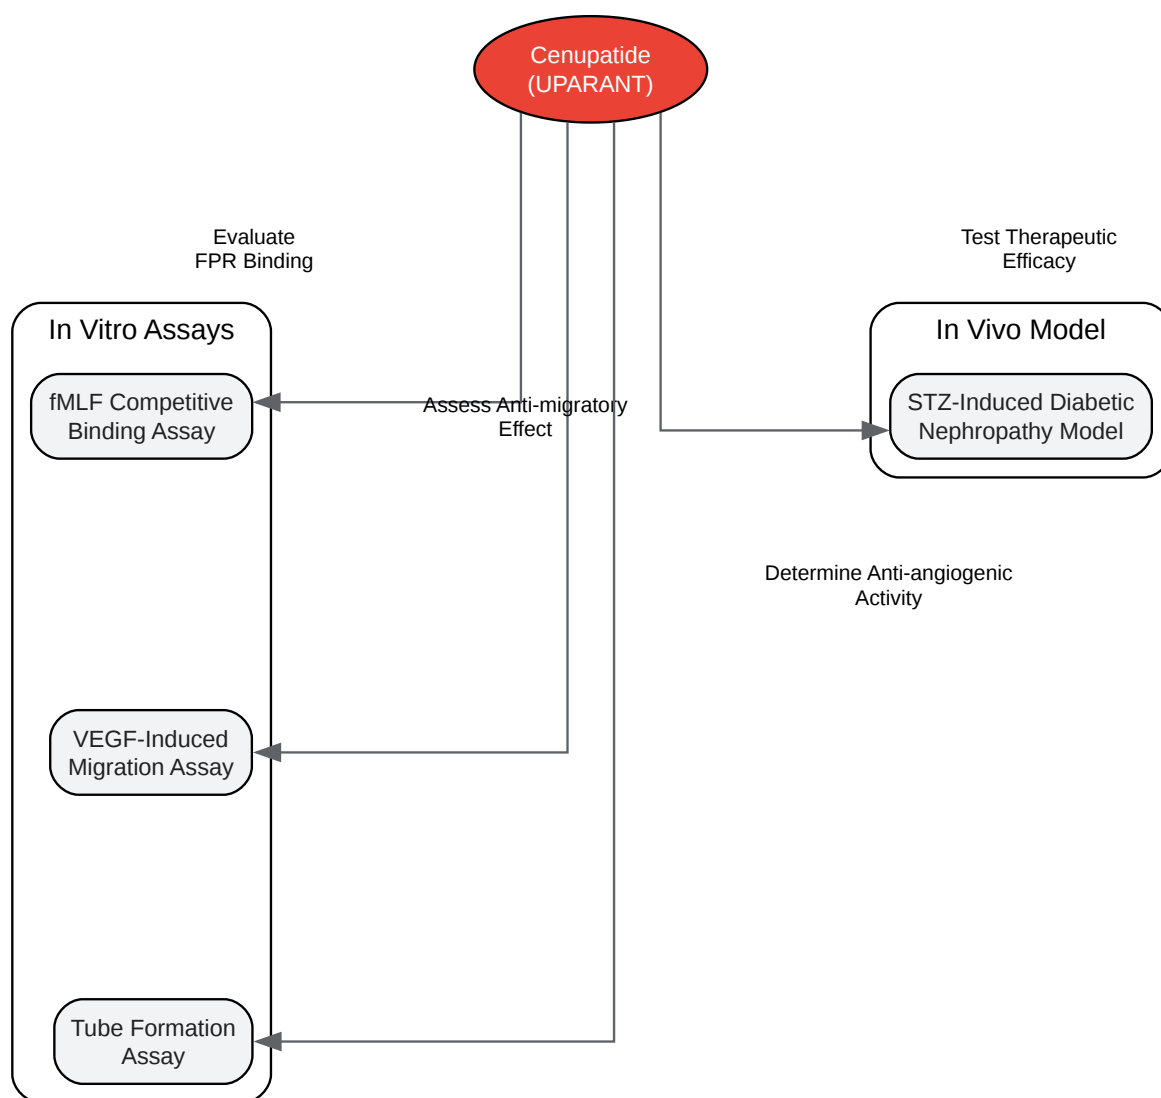 Cenupatide
(UPARANT)
Evaluate
FPR Binding
Test Therapeutic
Efficacy
In Vitro Assays
In Vivo Model
fMLF Competitive
Binding Assay
Assess Anti-migratory
Effect
STZ-Induced Diabetic
Nephropathy Model
Determine Anti-angiogenic
Activity
VEGF-Induced
Migration Assay
Tube Formation
Assay